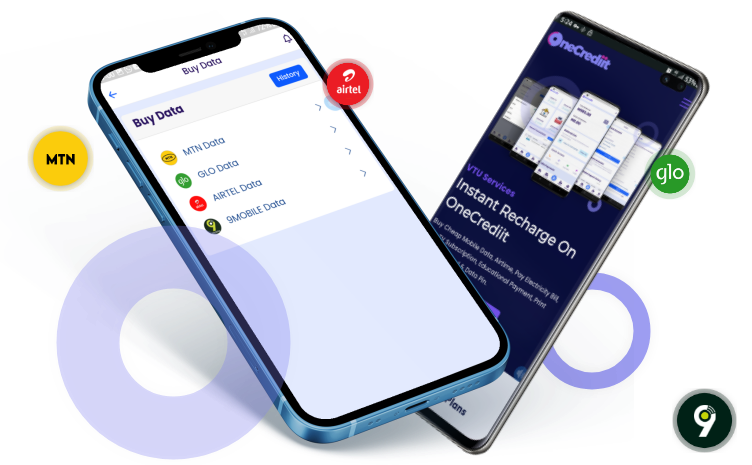 Buy Data
History
Buy Data
MTN Data
GLO Data
AIRTEL Data
9MOBILE Data
MTN
airtel
5:24
53%
OneCrediit
VTU Services
Instant Recharge On
OneCrediit
Buy Cheap Mobile Data, Airtime, Pay Electricity Bill,
Subscription, Educational Payment, Print
Data Pin.
Plans
glo
9